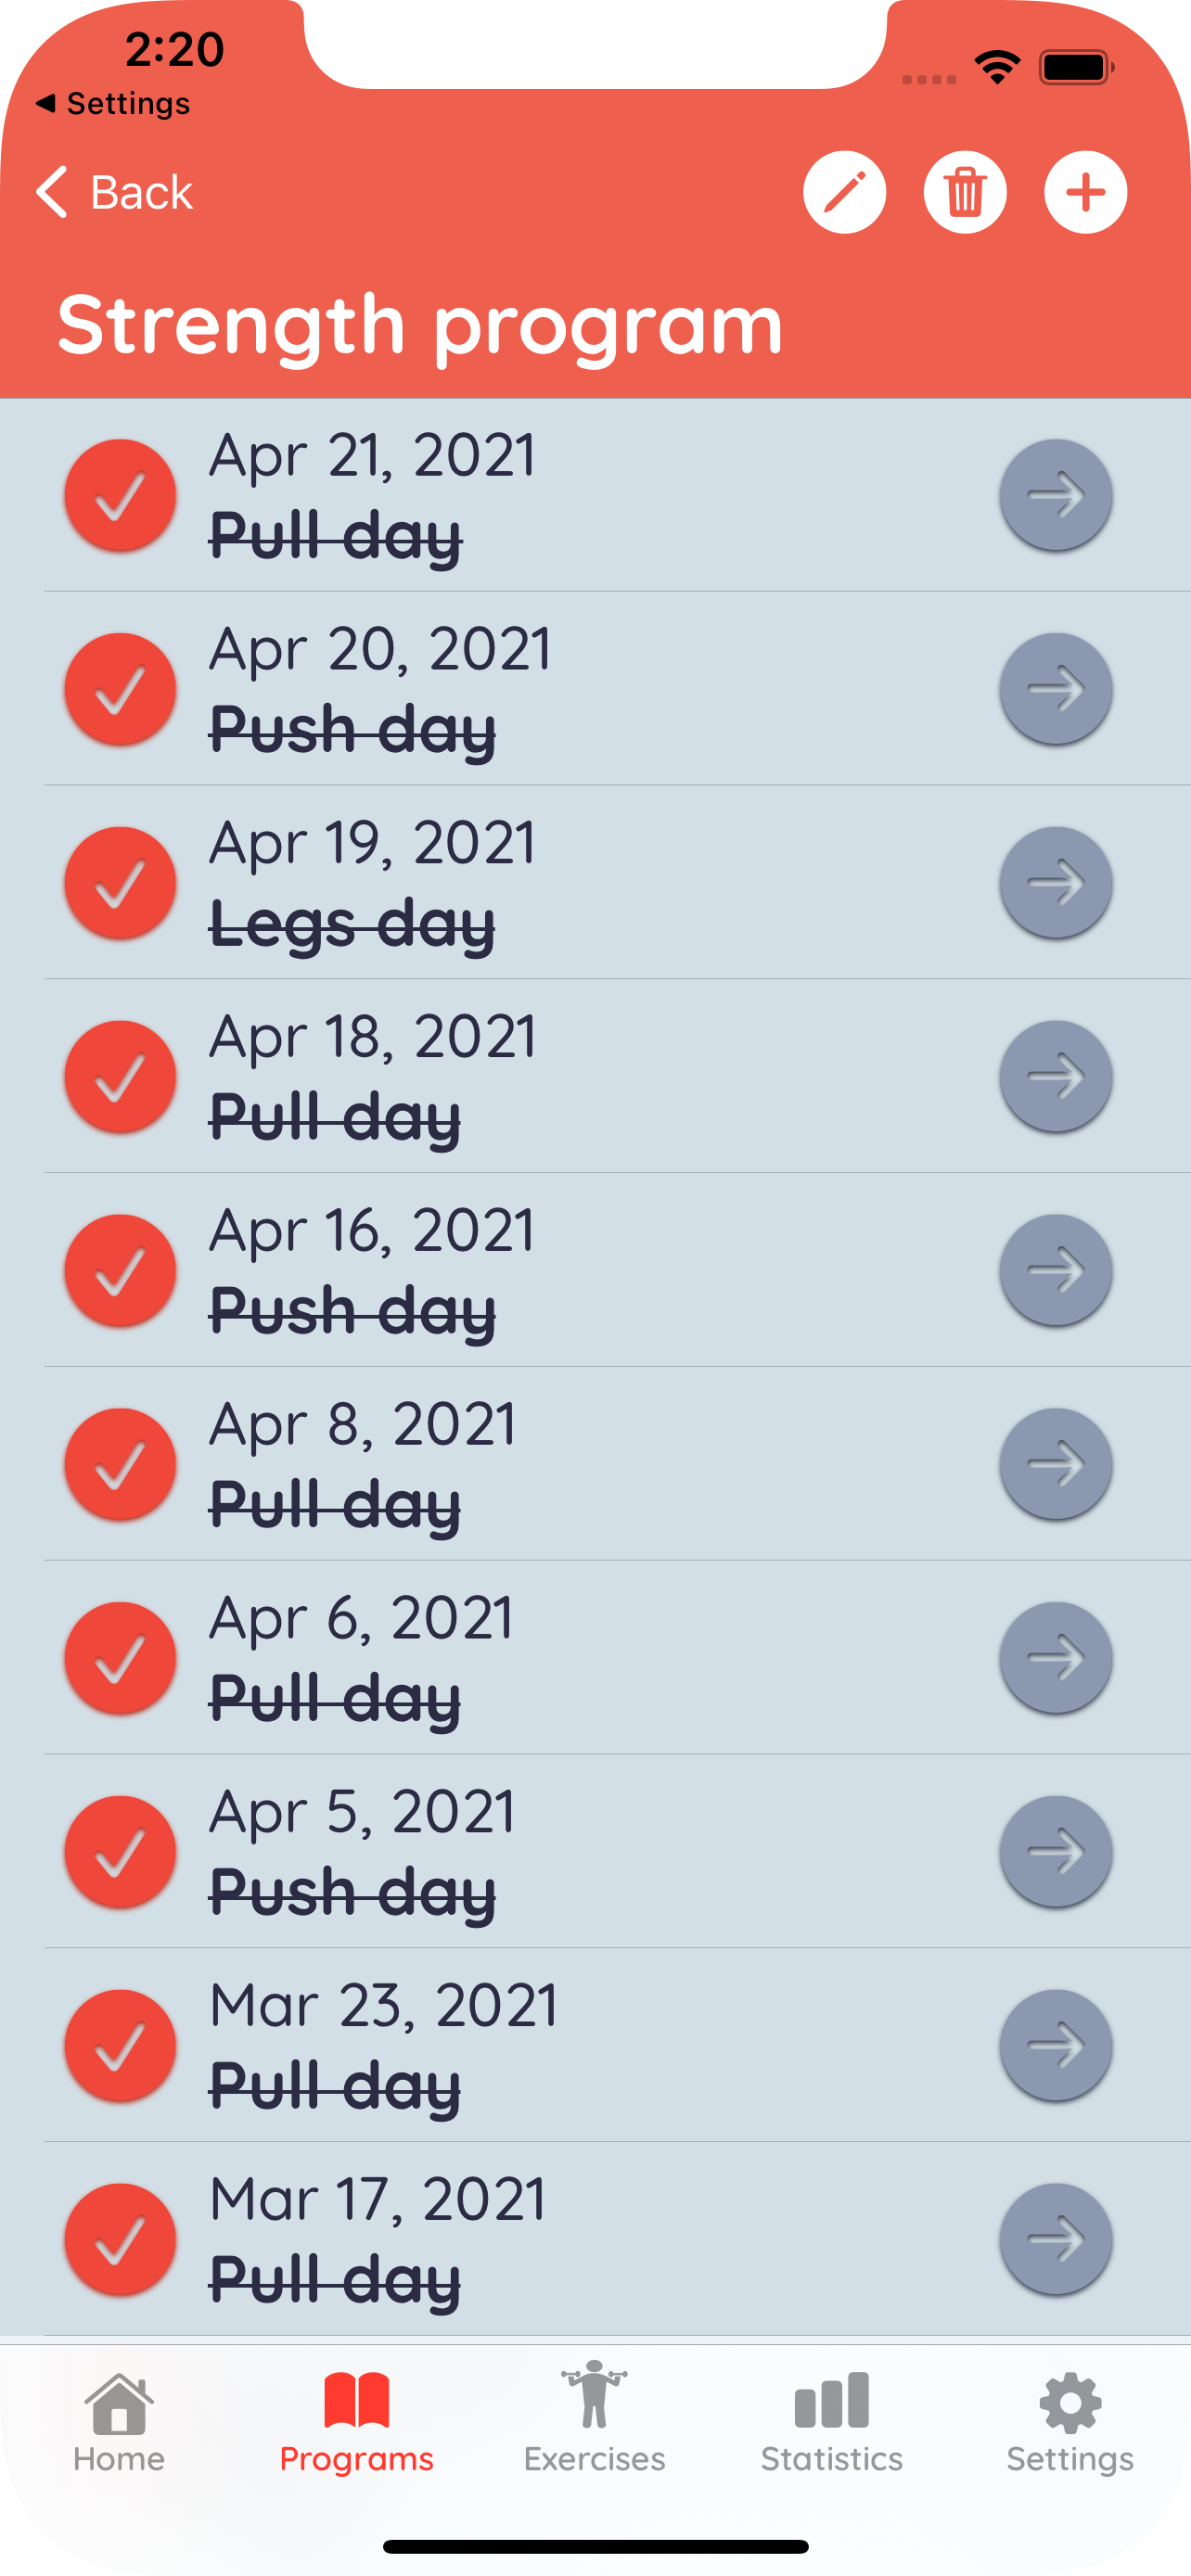 2:20
Settings
Back
Strength program
Apr 21, 2021
Pull day
Apr 20, 2021
Push day
Apr 19, 2021
Legs day
Apr 18, 2021
Pull day
Apr 16, 2021
Push day
Apr 8, 2021
Pull day
Apr 6, 2021
Pull day
Apr 5, 2021
Push day
Mar 23, 2021
Pull day
Mar 17, 2021
Pull day
Home Programs Exercises Statistics Settings